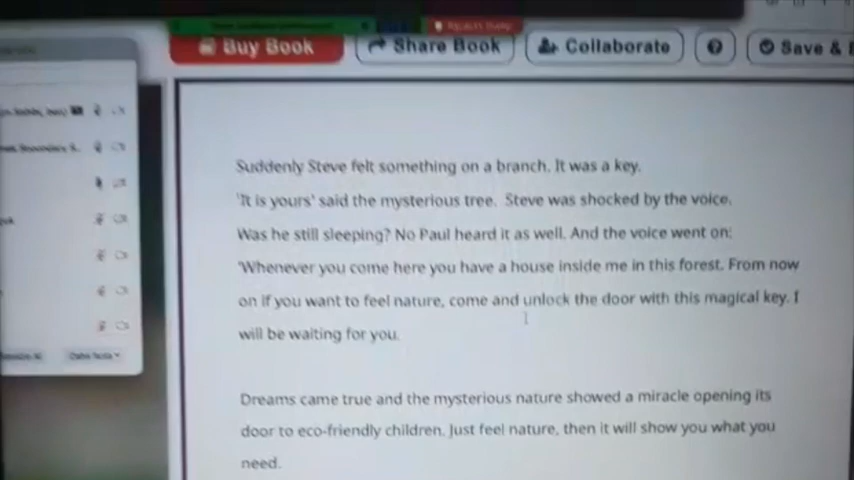 Buy Book
Share Book
Collaborate
?
Save &
Suddenly Steve felt something on a branch. It was a key.
'It is yours' said the mysterious tree. Steve was shocked by the voice.
Was he still sleeping? No Paul heard it as well. And the voice went on:
'Whenever you come here you have a house inside me in this forest. From now
on if you want to feel nature, come and unlock the door with this magical key. I
will be waiting for you.
Dreams came true and the mysterious nature showed a miracle opening its
door to eco-friendly children. Just feel nature, then it will show you what you
need.